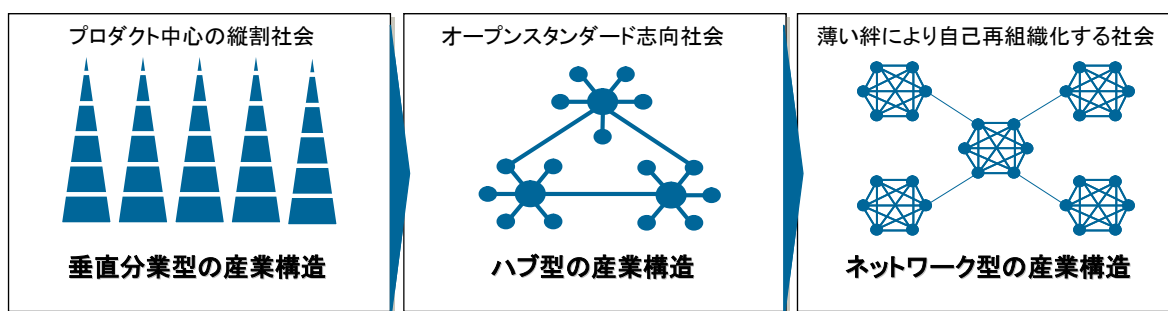 プロダクト中心の縦割社会
垂直分業型の産業構造
オープンスタンダード志向社会
ハブ型の産業構造
薄い絆により自己再組織化する社会
ネットワーク型の産業構造